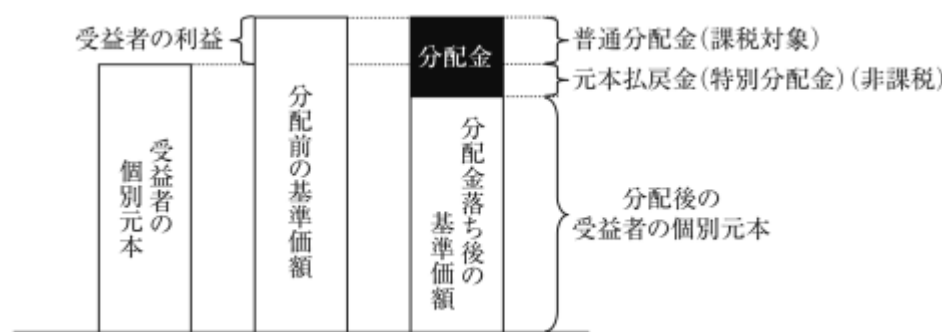 受益者の利益
分配金
普通分配金(課税対象)
元本払戻金(特別分配金)(非課税)
受益者の
個別元本
分配前の基準価額
分配金落ち後の
基準価額
分配後の
受益者の個別元本